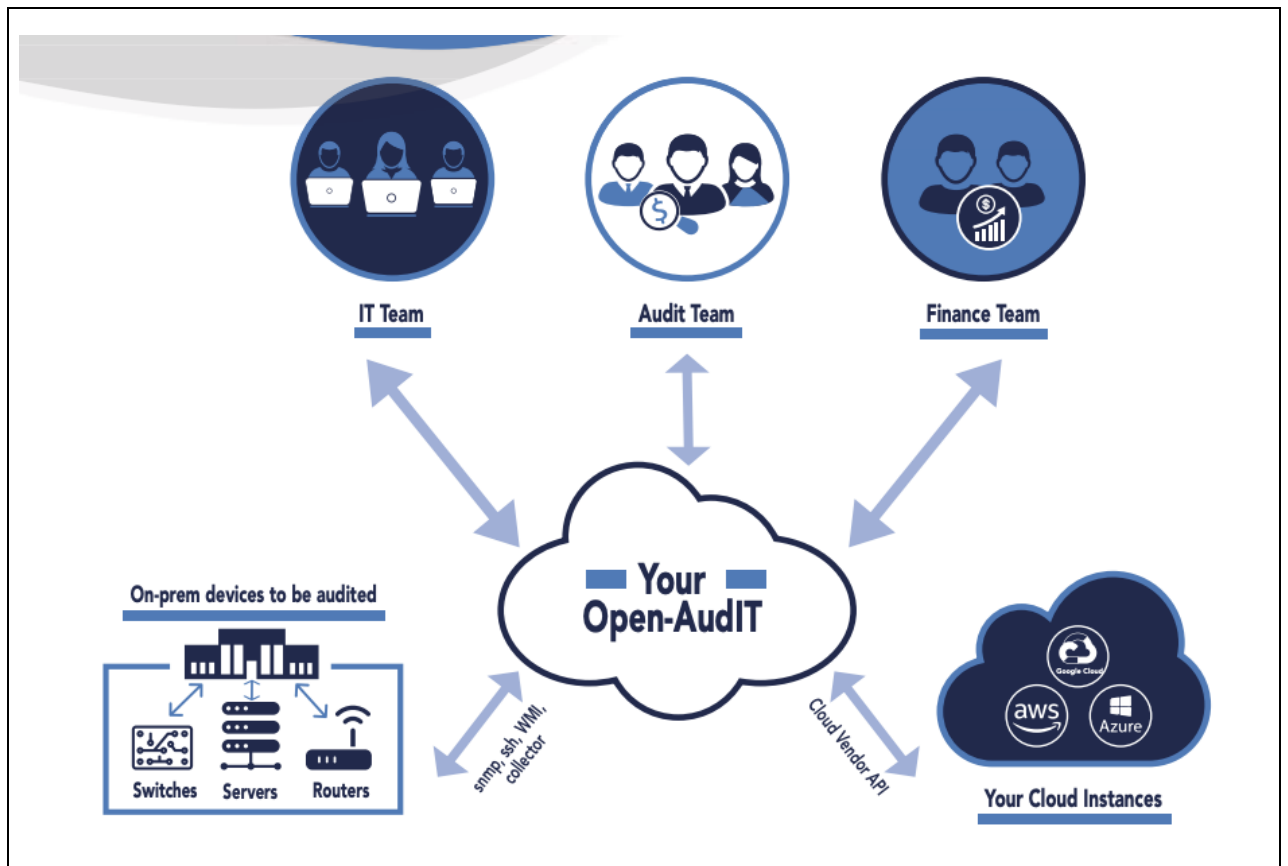 IT Team
Audit Team
Finance Team
Your
Open-AudIT
On-prem devices to be audited
Switches
Servers
Routers
snmp, ssh, WMI,
collector
Cloud Vendor API
Google Cloud
aws
Azure
Your Cloud Instances
$
$